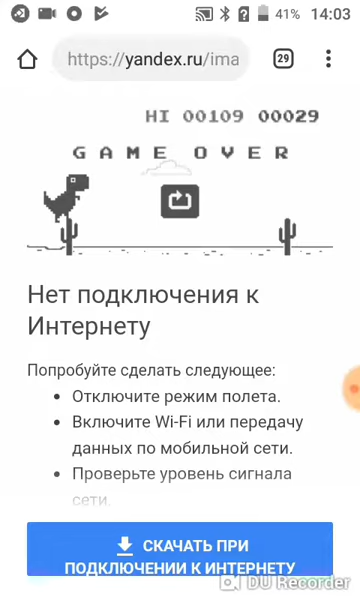 41% 14:03
https://yandex.ru/ima 29
HI 00109 00029
GAME OVER
Нет подключения к
Интернету
Попробуйте сделать следующее:
• Отключите режим полета.
• Включите Wi-Fi или передачу
данных по мобильной сети.
• Проверьте уровень сигнала
сети.
СКАЧАТЬ ПРИ
ПОДКЛЮЧЕНИИ К ИНТЕРНЕТУ
DU Recorder